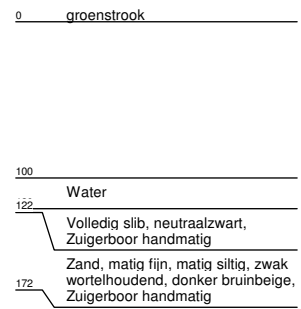 0 groenstrook
100
Water
122
Volledig slib, neutraalzwart,
Zuigerboor handmatig
Zand, matig fijn, matig siltig, zwak
172 wortelhoudend, donker bruinbeige,
Zuigerboor handmatig